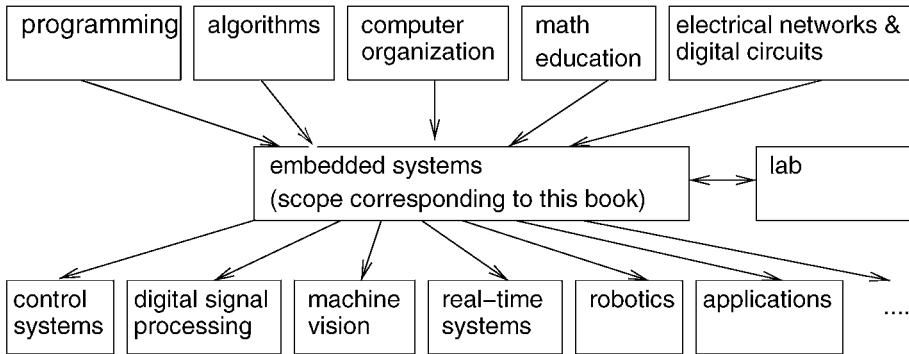 programming
algorithms
computer
organization
math
education
electrical networks &
digital circuits
embedded systems
(scope corresponding to this book)
lab
control
systems
digital signal
processing
machine
vision
real-time
systems
robotics
applications
....